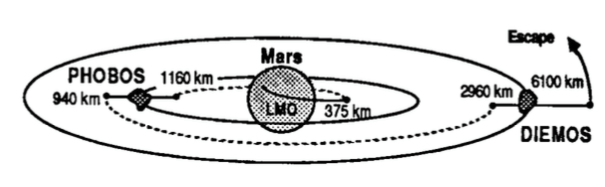 Escape
Mars
PHOBOS
1160 km
6100 km
940 km
2960 km
LMO
375 km
DIEMOS